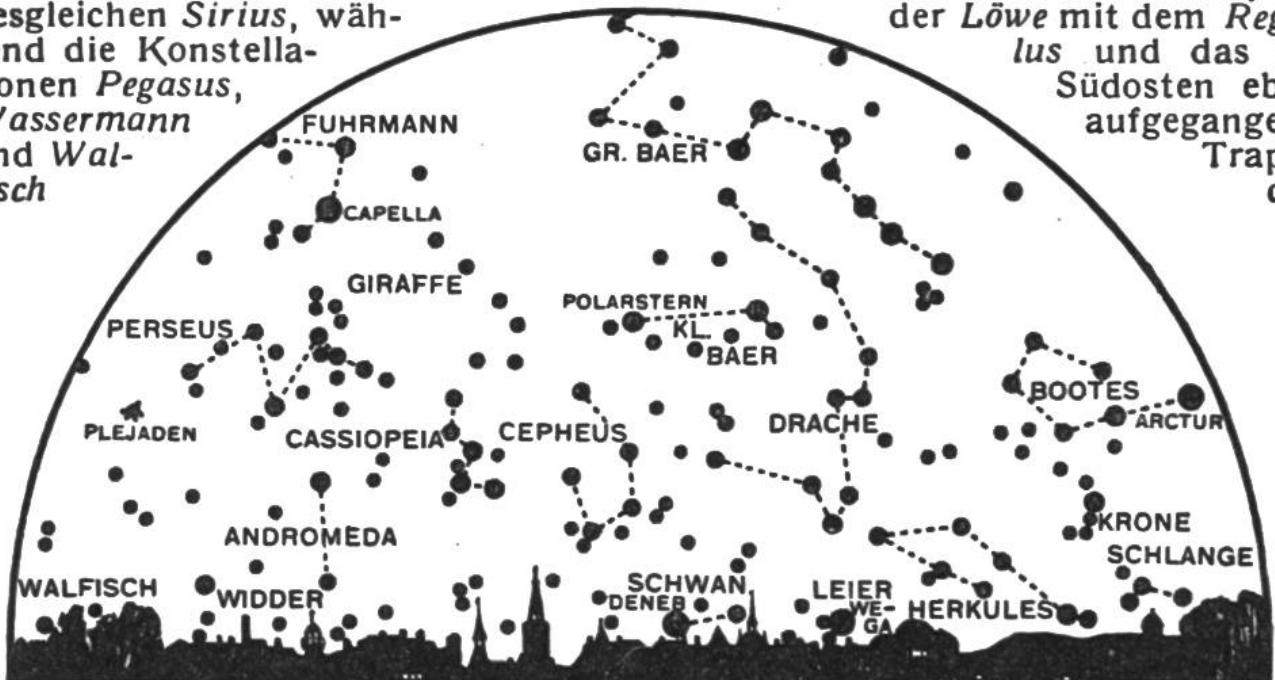 esgleichen Sirius, wäh-
nd die Konstella-
onen Pegasus,
assermann
nd Wal-
sch
der Löwe mit dem Reg
lus und das
Südosten eb
aufgegange
Trap
FUHRMANN
GR. BAER
CAPELLA
GIRAFFE
POLARSTERN
PERSEUS
KL.
BAER
BOOTES
ARCTUR
PLEJADEN
CASSIOPEIA
CEPHEUS
DRACHE
ANDROMEDA
KRONE
SCHLANGE
WALFISCH
WIDDER
SCHWAN
DENEB
LEIER
WE-
GA
HERKULES